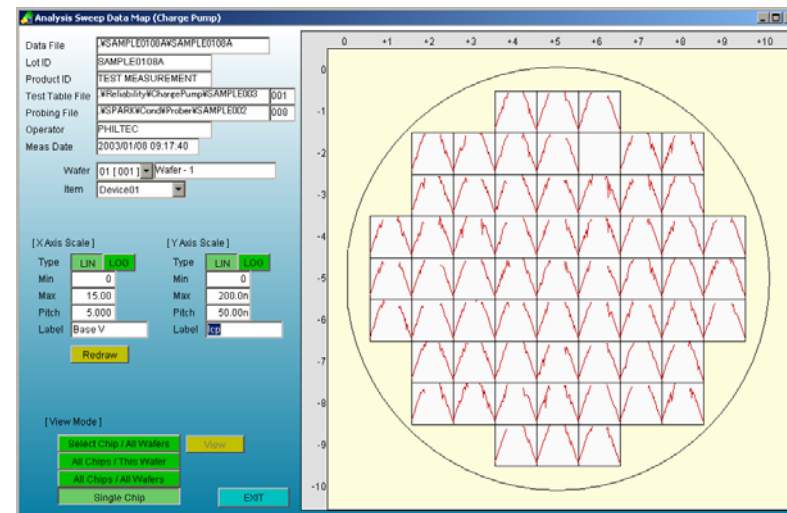 Analysis Sweep Data Map (Charge Pump)
Data File .¥SAMPLE0108A¥SAMPLE0108A
Lot ID SAMPLE0108A
Product ID TEST MEASUREMENT
Test Table File .¥Reliability¥ChargePump¥SAMPLE003 001
Probing File .¥SPARK¥Cond¥Prober¥SAMPLE002 008
Operator PHILTEC
Meas Date 2003/01/08 09:17:40
Wafer 01 [ 001 ] Wafer - 1
Item Device01
[X Axis Scale] [Y Axis Scale]
Type LIN LOG Type LIN LOG
Min 0 Min 0
Max 15.00 Max 200.0n
Pitch 5.000 Pitch 50.00n
Label Base V Label Icp
Redraw
[View Mode]
Select Chip / All Wafers View
All Chips / This Wafer
All Chips / All Wafers
Single Chip EXIT
0 +1 +2 +3 +4 +5 +6 +7 +8 +9 +10
0
-1
-2
-3
-4
-5
-6
-7
-8
-9
-10